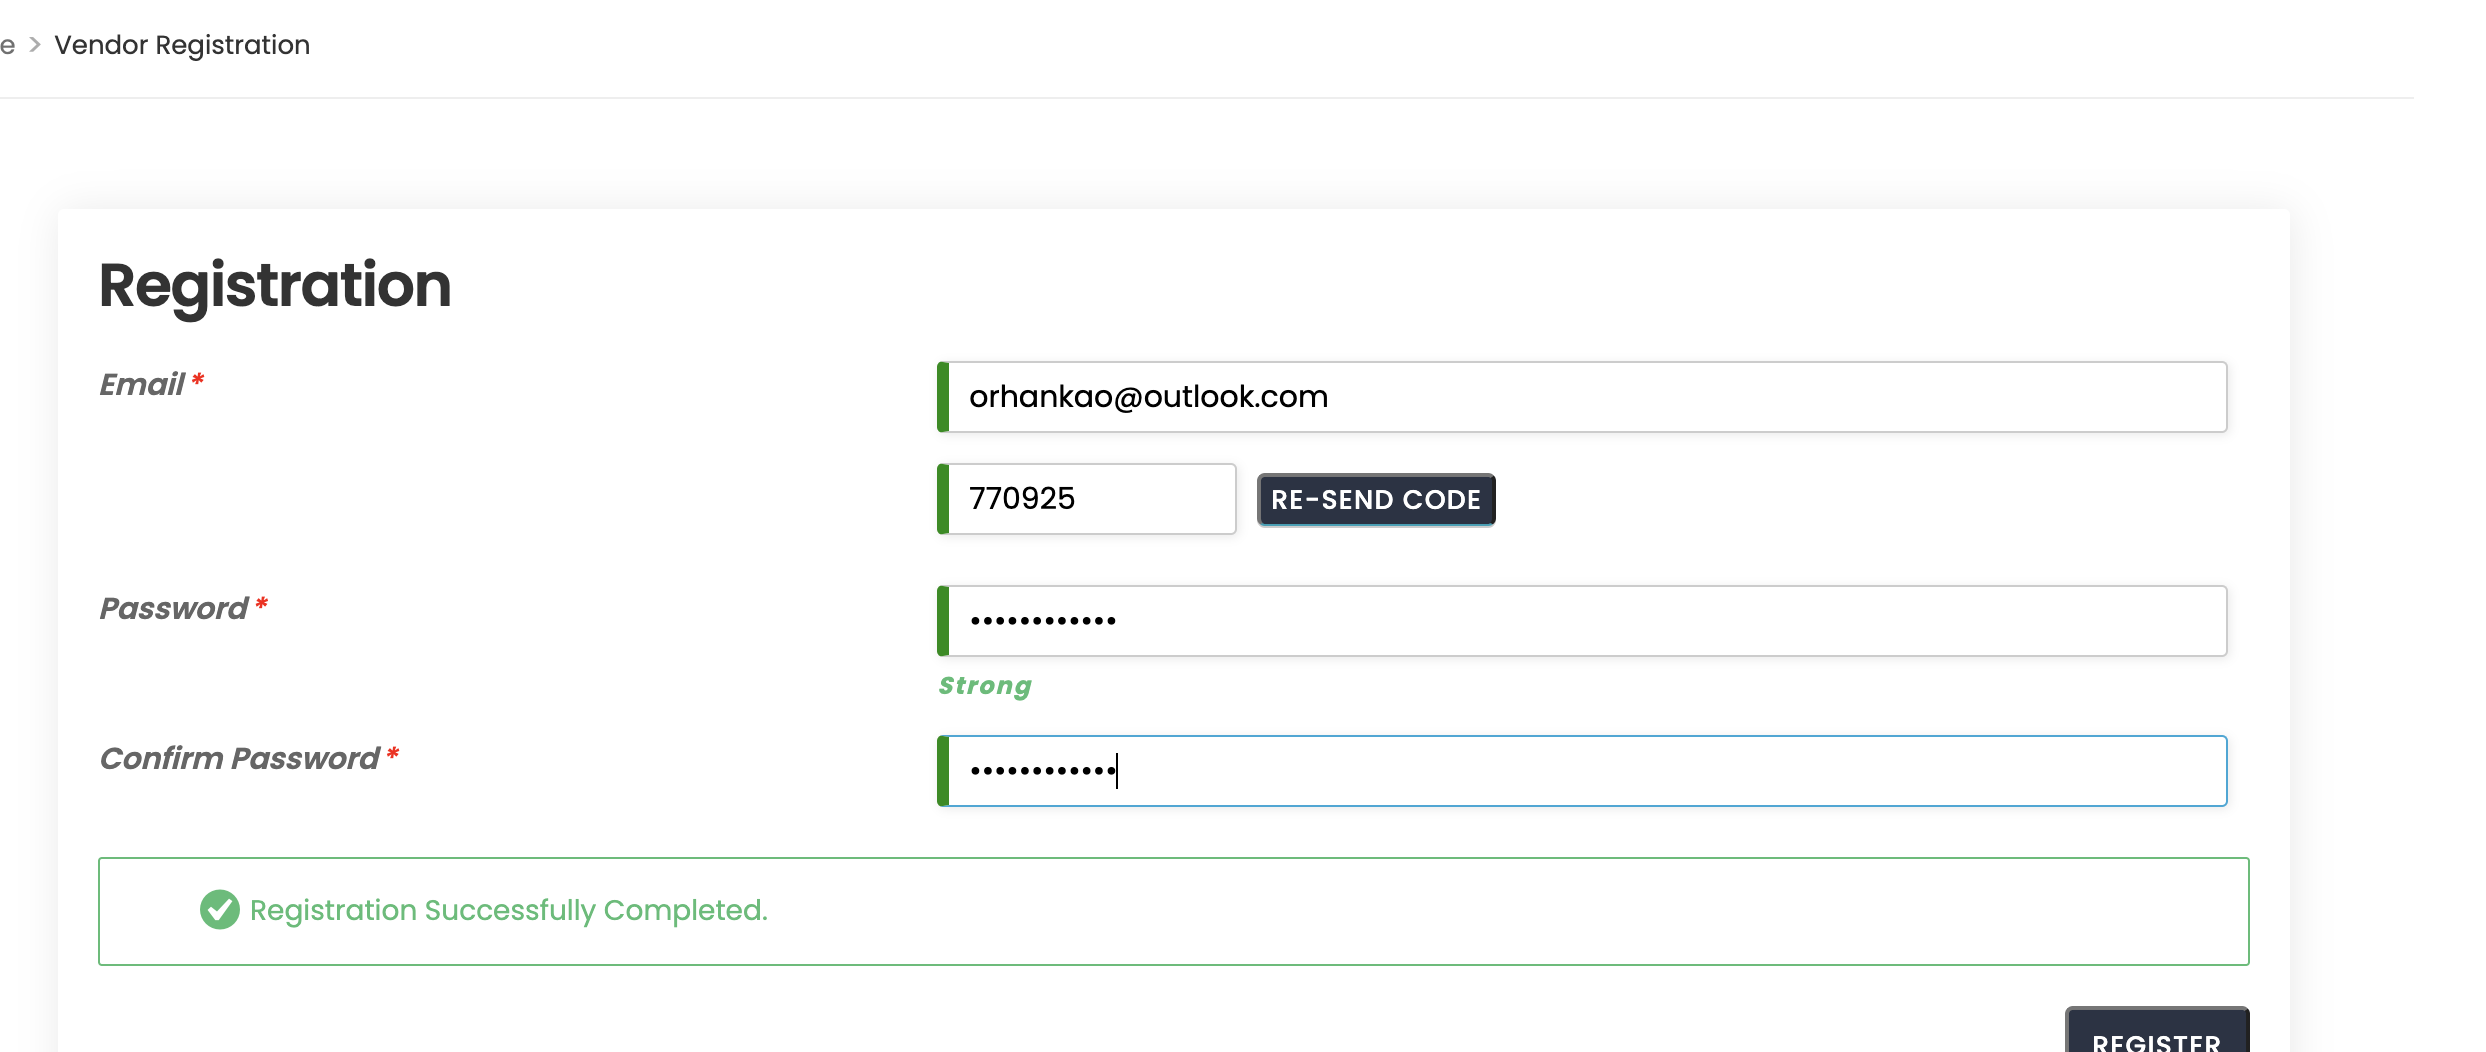 e > Vendor Registration
Registration
Email *
orhankao@outlook.com
770925
RE-SEND CODE
Password *
••••••••••••
Strong
Confirm Password *
••••••••••••
Registration Successfully Completed.
REGISTER